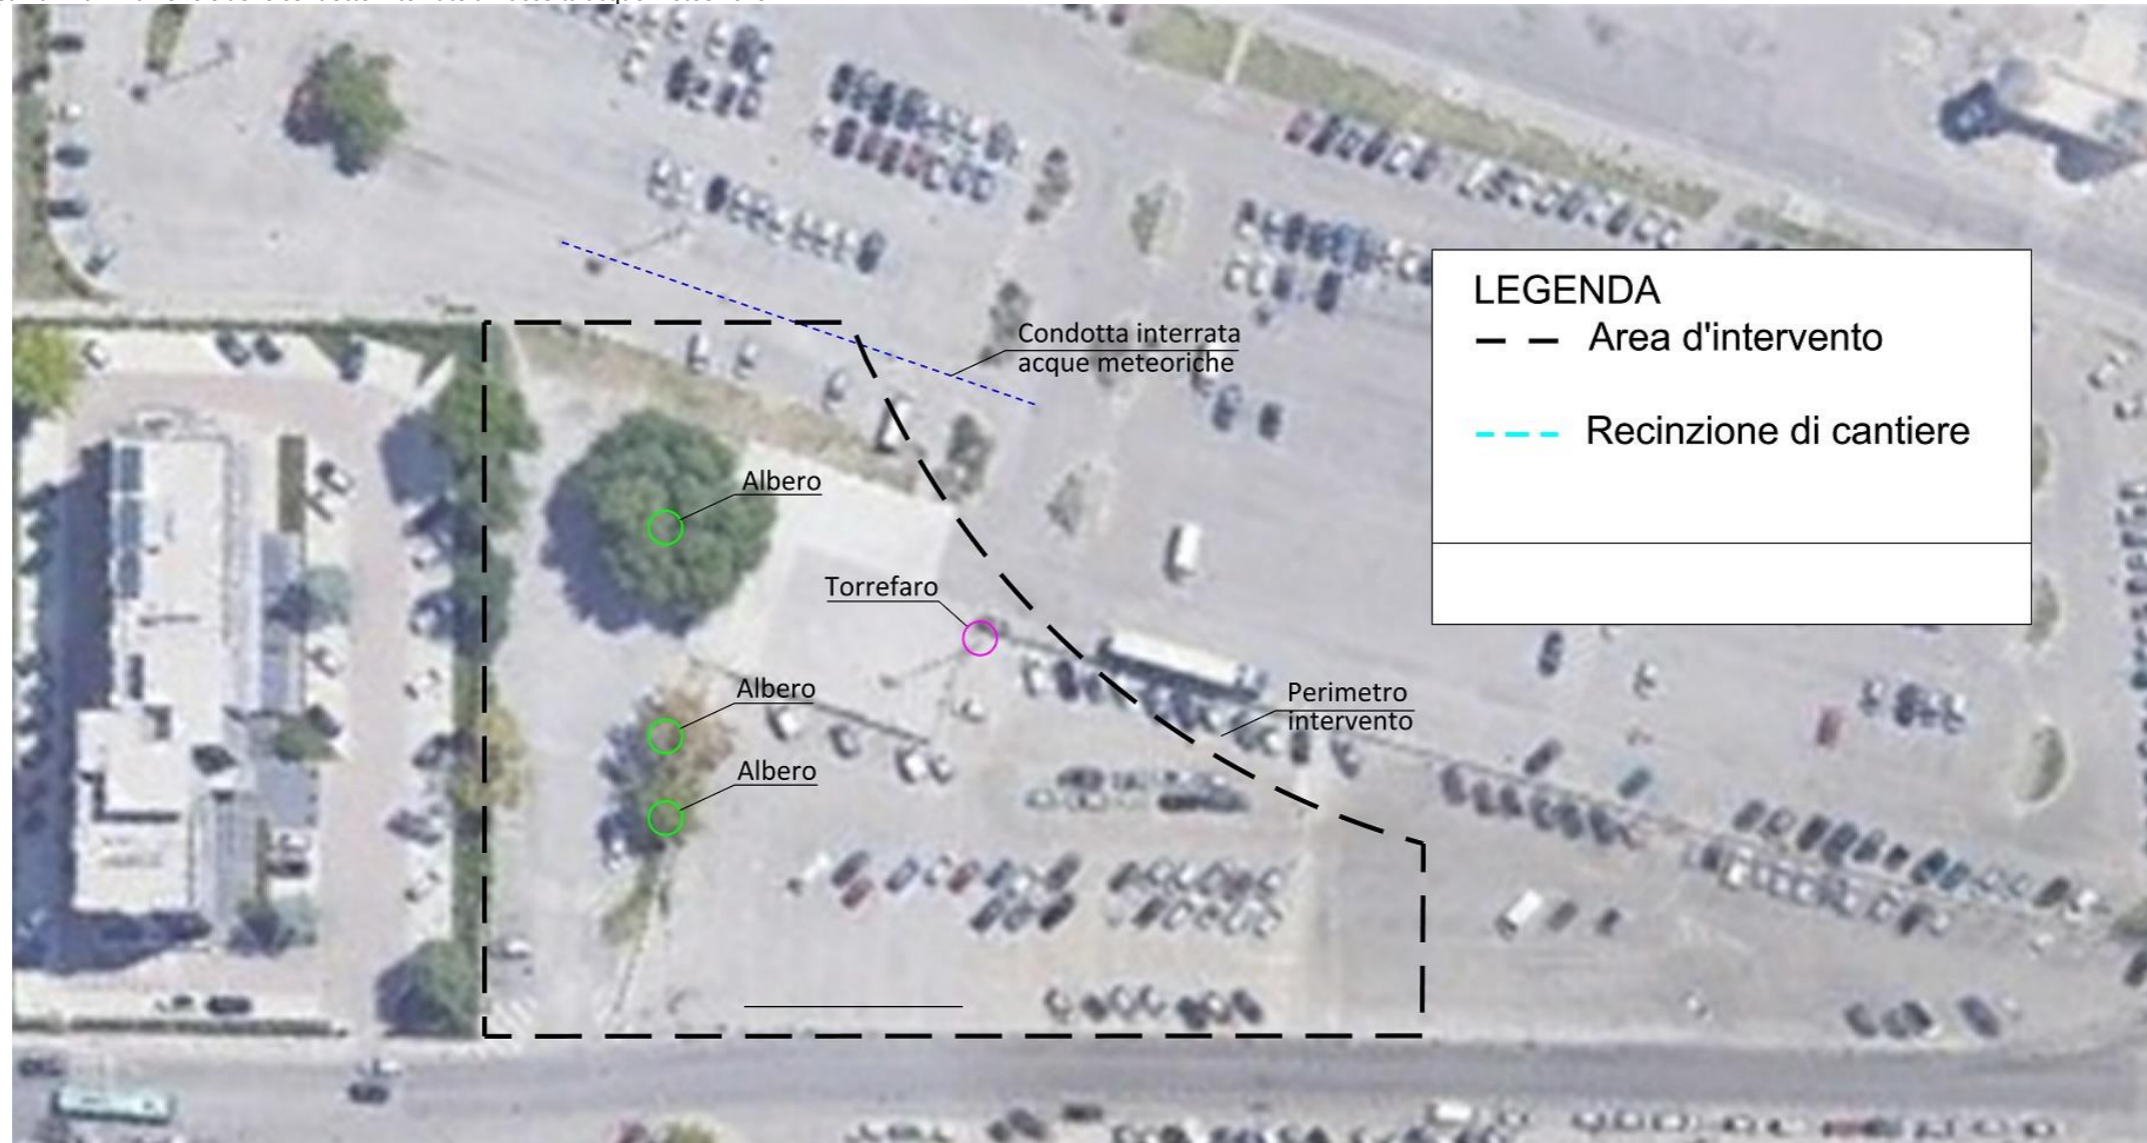 LEGENDA
Area d'intervento
Recinzione di cantiere
Condotta interrata
acque meteoriche
Albero
Torrefaro
Albero
Perimetro
intervento
Albero